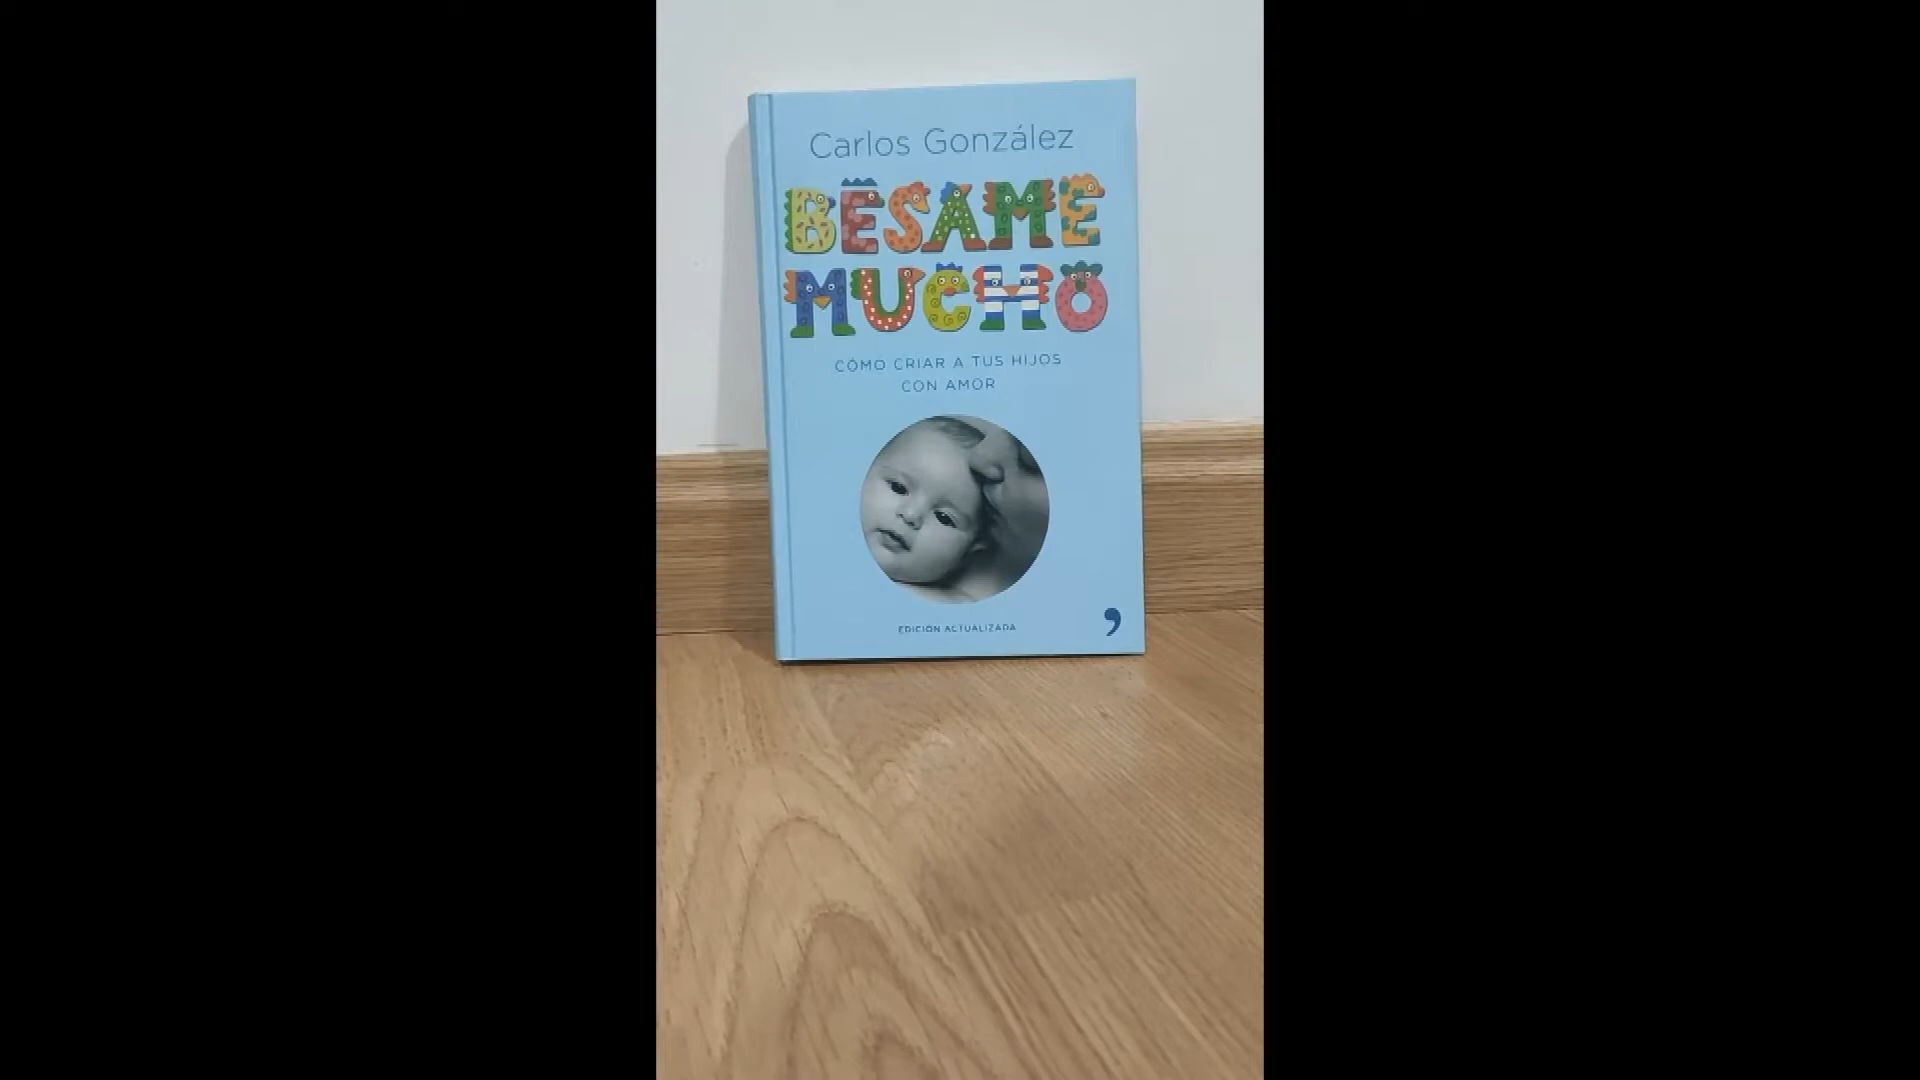 Carlos González
BÉSAME
MUCHO
CÓMO CRIAR A TUS HIJOS
CON AMOR
EDICIÓN ACTUALIZADA